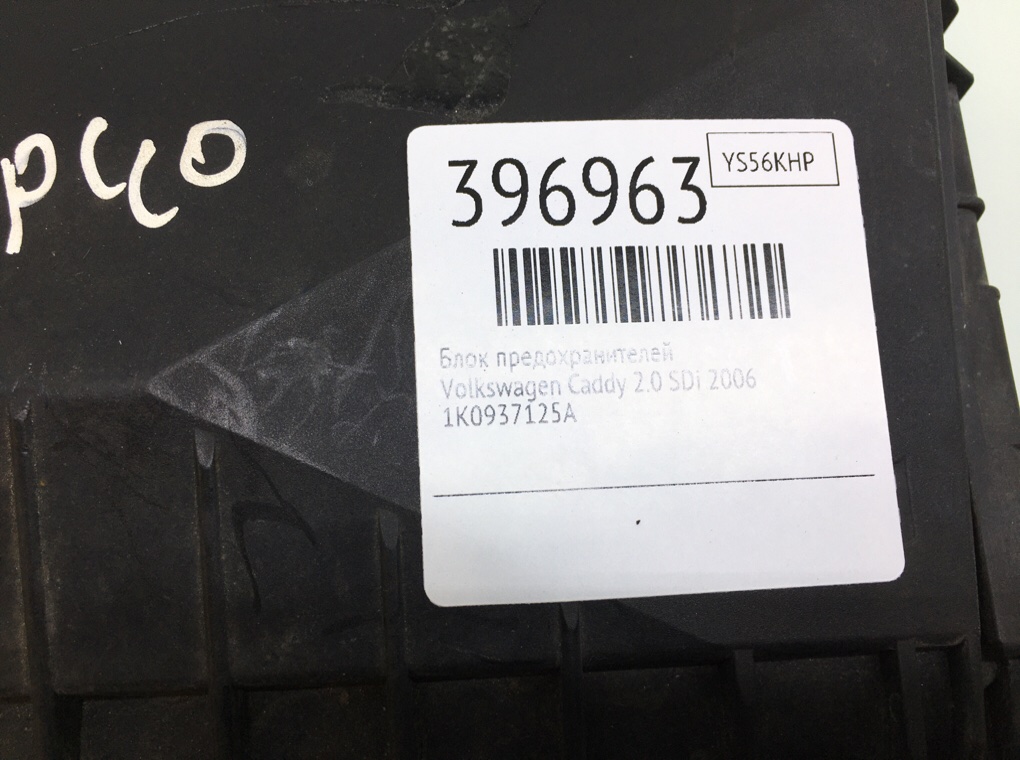 396963
YS56KHP
Блок предохранителей
Volkswagen Caddy 2.0 SDi 2006
1K0937125A